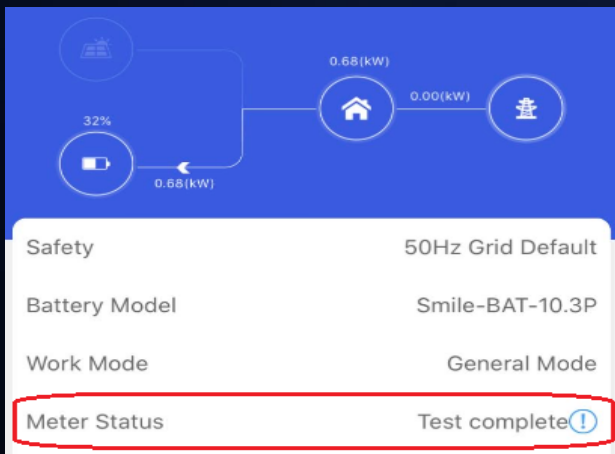 0.68(kW)
0.00(kW)
32%
0.68(kW)
Safety 50Hz Grid Default
Battery Model Smile-BAT-10.3P
Work Mode General Mode
Meter Status Test complete!